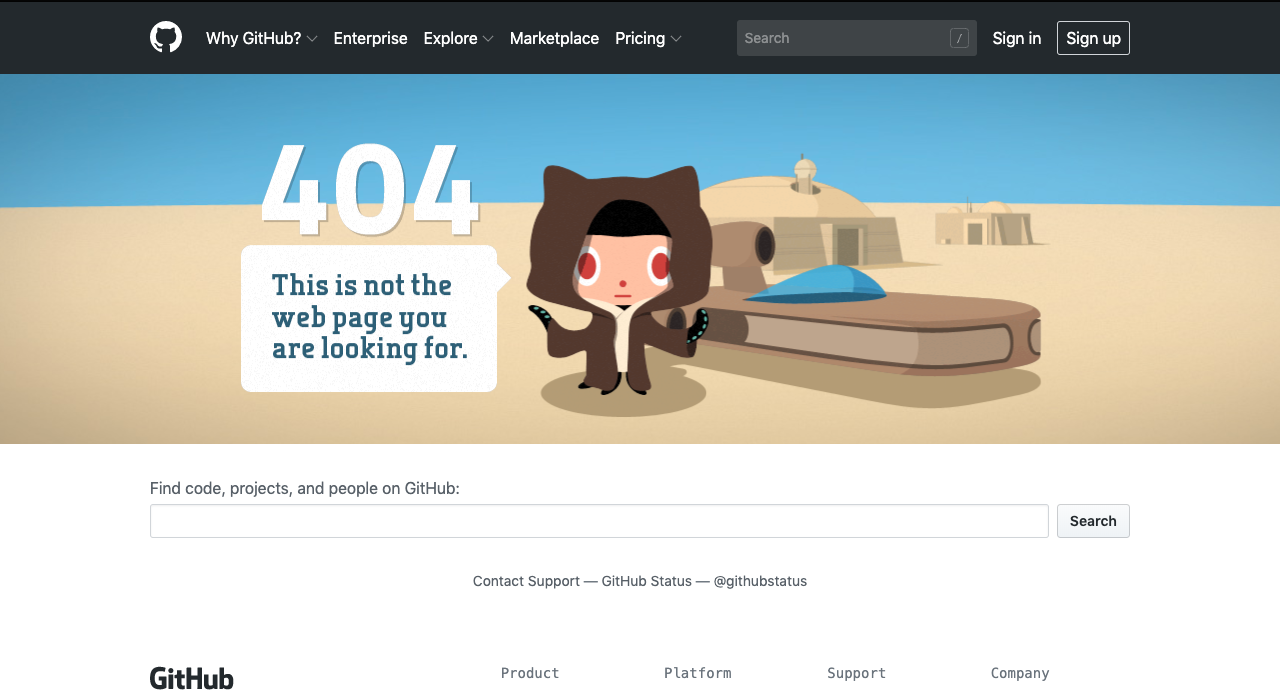 Why GitHub? Enterprise Explore Marketplace Pricing Search / Sign in Sign up
404
This is not the
web page you
are looking for.
Find code, projects, and people on GitHub:
Search
Contact Support — GitHub Status — @githubstatus
GitHub Product Platform Support Company